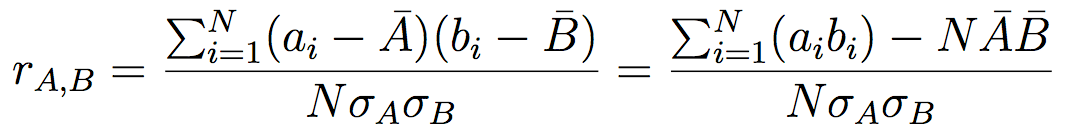 r_{A,B} = \frac{\sum_{i=1}^{N}(a_i - \bar{A})(b_i - \bar{B})}{N\sigma_A\sigma_B} = \frac{\sum_{i=1}^{N}(a_i b_i) - N\bar{A}\bar{B}}{N\sigma_A\sigma_B}